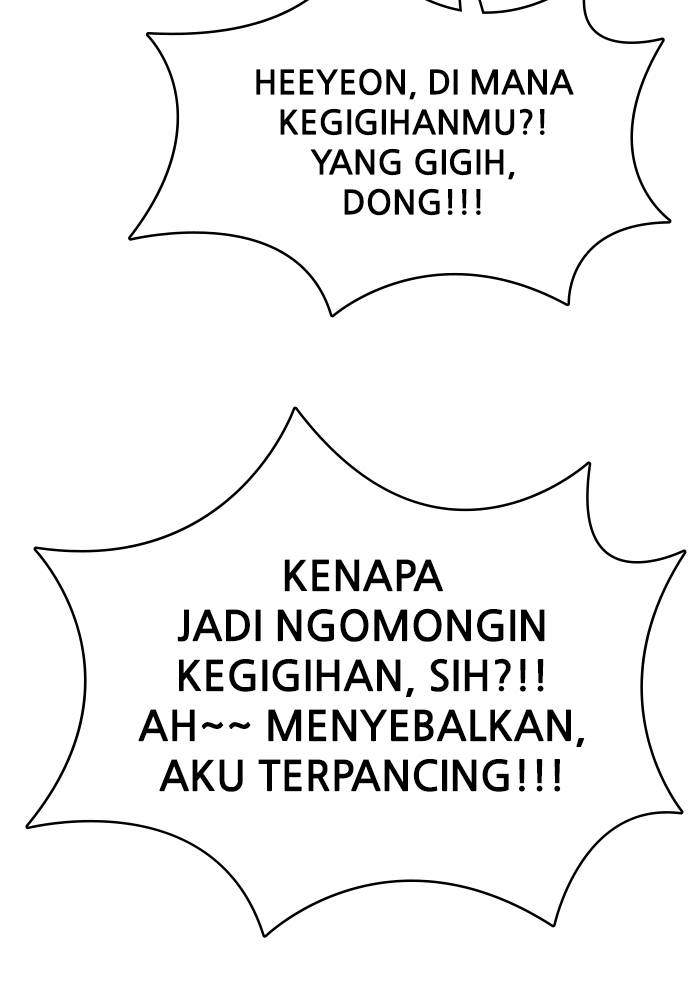 HEEYEON, DI MANA
KEGIGIHANMU?!
YANG GIGIH,
DONG!!!
KENAPA
JADI NGOMONGIN
KEGIGIHAN, SIH?!!
AH~~ MENYEBALKAN,
AKU TERPANCING!!!